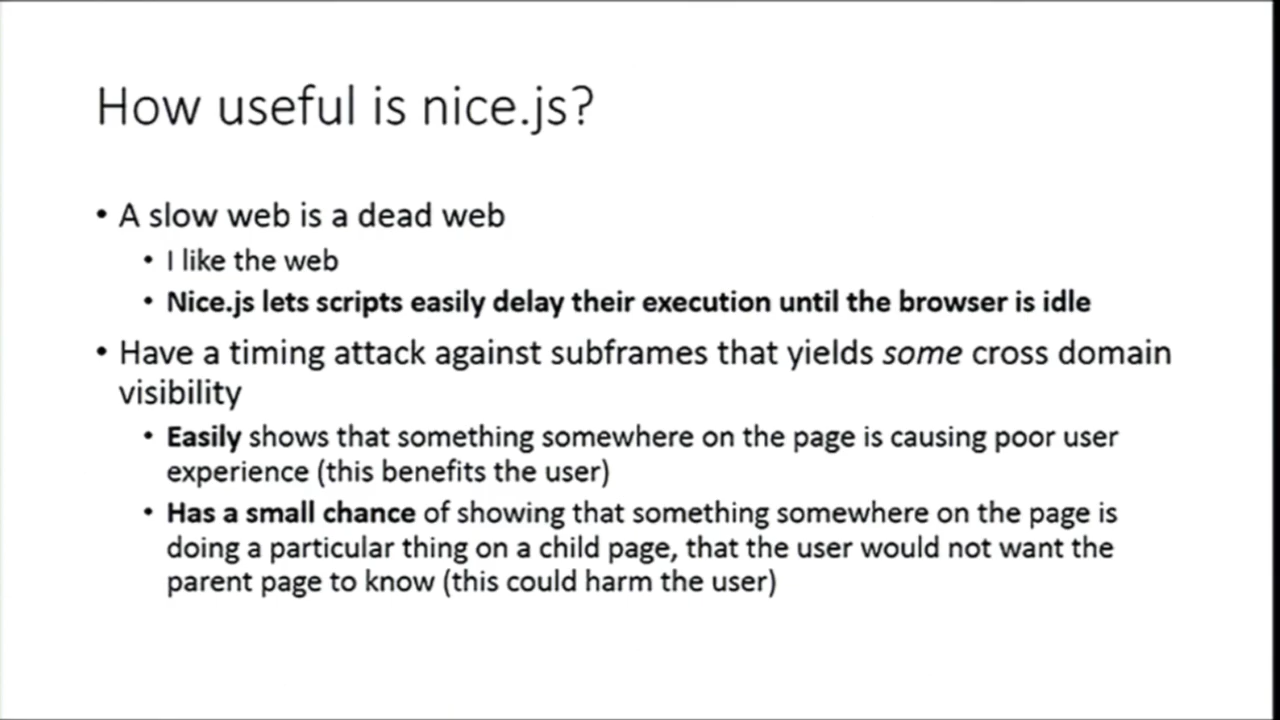 How useful is nice.js?
• A slow web is a dead web
• I like the web
• Nice.js lets scripts easily delay their execution until the browser is idle
• Have a timing attack against subframes that yields some cross domain
visibility
• Easily shows that something somewhere on the page is causing poor user
experience (this benefits the user)
• Has a small chance of showing that something somewhere on the page is
doing a particular thing on a child page, that the user would not want the
parent page to know (this could harm the user)